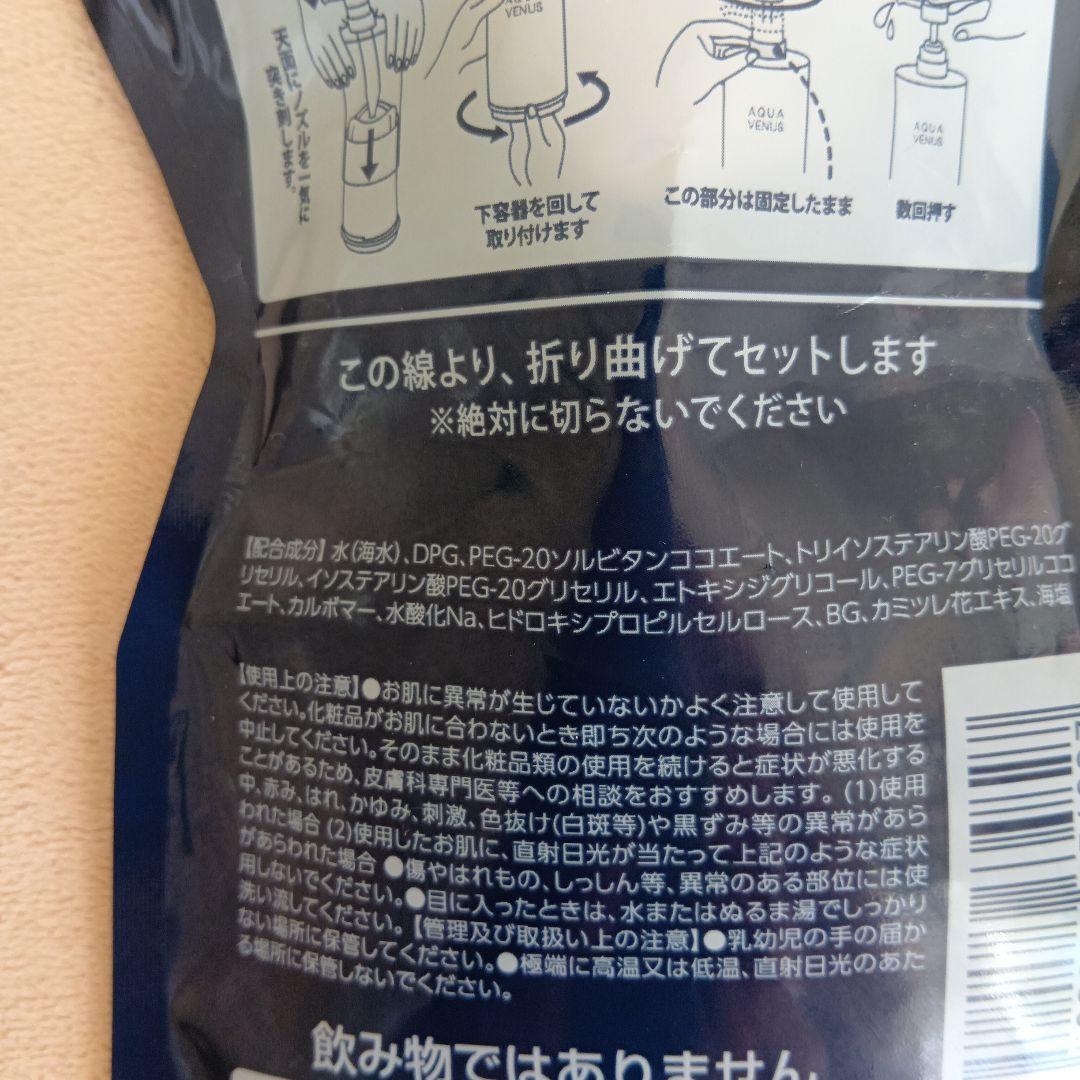 AQUA
VENUS
天面にノズルを一気に
突き刺します。
下容器を回して
取り付けます
AQUA
VENUS
この部分は固定したまま
AQUA
VENUS
数回押す
この線より、折り曲げてセットします
※絶対に切らないでください
【配合成分】水（海水）、DPG、PEG-20ソルビタンココエート、トリイソステアリン酸PEG-20グ
リセリル、イソステアリン酸PEG-20グリセリル、エトキシジグリコール、PEG-7グリセリルココ
エート、カルボマー、水酸化Na、ヒドロキシプロピルセルロース、BG、カミツレ花エキス、海塩
【使用上の注意】●お肌に異常が生じていないかよく注意して使用して
ください。化粧品がお肌に合わないとき即ち次のような場合には使用を
中止してください。そのまま化粧品類の使用を続けると症状が悪化する
ことがあるため、皮膚科専門医等への相談をおすすめします。(1)使用
中、赤み、はれ、かゆみ、刺激、色抜け(白斑等)や黒ずみ等の異常があら
われた場合 (2)使用したお肌に、直射日光が当たって上記のような症状
があらわれた場合 ●傷やはれもの、しっしん等、異常のある部位には使
用しないでください。●目に入ったときは、水またはぬるま湯でしっかり
洗い流してください。【管理及び取扱い上の注意】●乳幼児の手の届か
ない場所に保管してください。●極端に高温又は低温、直射日光のあた
る場所に保管しないでください。
飲み物ではありません